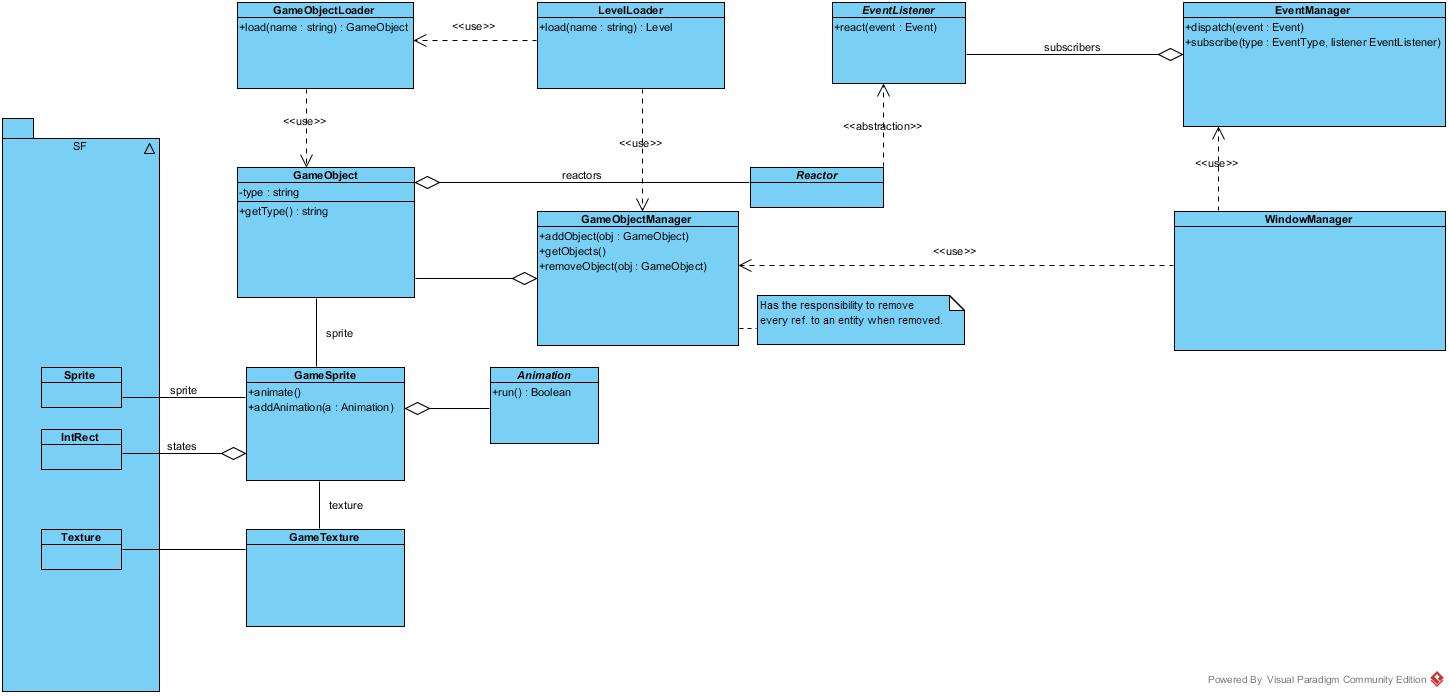 GameObjectLoader
+load(name : string) : GameObject
<<use>>
LevelLoader
+load(name : string) : Level
EventListener
+react(event : Event)
subscribers
EventManager
+dispatch(event : Event)
+subscribe(type : EventType, listener EventListener)
<<use>>
<<use>>
<<abstraction>>
<<use>>
SF
GameObject
-type : string
+getType() : string
reactors
Reactor
GameObjectManager
+addObject(obj : GameObject)
+getObjects()
+removeObject(obj : GameObject)
<<use>>
WindowManager
Has the responsibility to remove
every ref. to an entity when removed.
sprite
Sprite
sprite
GameSprite
+animate()
+addAnimation(a : Animation)
Animation
+run() : Boolean
IntRect
states
texture
Texture
GameTexture
Powered By Visual Paradigm Community Edition